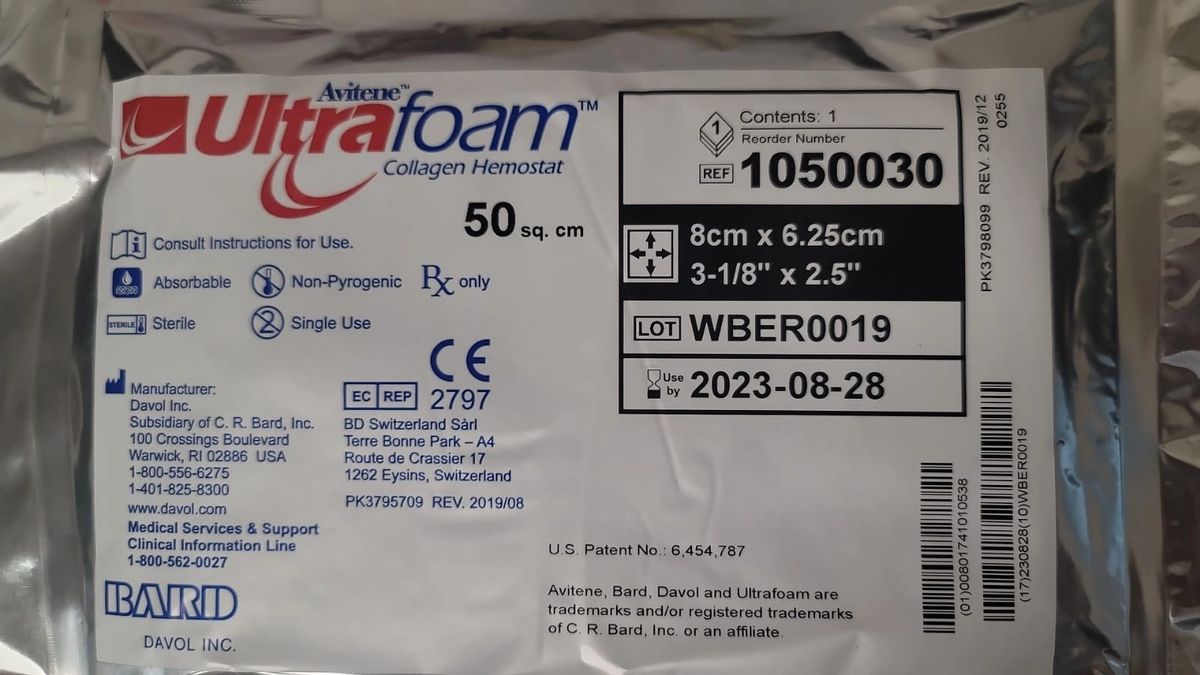 Avitene™
Ultrafoam™
Collagen Hemostat
50 sq. cm
Consult Instructions for Use.
Absorbable
Non-Pyrogenic
Rx only
STERILE
Sterile
2
Single Use
Manufacturer:
Davol Inc.
Subsidiary of C. R. Bard, Inc.
100 Crossings Boulevard
Warwick, RI 02886 USA
1-800-556-6275
1-401-825-8300
www.davol.com
Medical Services & Support
Clinical Information Line
1-800-562-0027
BARD
DAVOL INC.
CE
2797
EC REP
BD Switzerland Sàrl
Terre Bonne Park – A4
Route de Crassier 17
1262 Eysins, Switzerland
PK3795709 REV. 2019/08
1
Contents: 1
Reorder Number
REF 1050030
8cm x 6.25cm
3-1/8" x 2.5"
LOT WBER0019
Use by 2023-08-28
PK3798099 REV. 2019/12
0255
(01)00801741010538
(17)230828(10)WBER0019
U.S. Patent No.: 6,454,787
Avitene, Bard, Davol and Ultrafoam are
trademarks and/or registered trademarks
of C. R. Bard, Inc. or an affiliate.